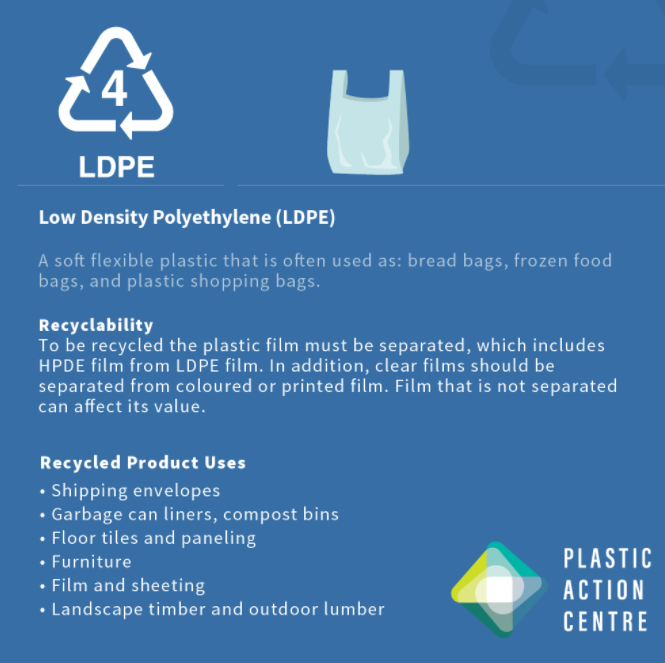 4
LDPE
Low Density Polyethylene (LDPE)
A soft flexible plastic that is often used as: bread bags, frozen food
bags, and plastic shopping bags.
Recyclability
To be recycled the plastic film must be separated, which includes
HPDE film from LDPE film. In addition, clear films should be
separated from coloured or printed film. Film that is not separated
can affect its value.
Recycled Product Uses
• Shipping envelopes
• Garbage can liners, compost bins
• Floor tiles and paneling
• Furniture
• Film and sheeting
• Landscape timber and outdoor lumber
PLASTIC
ACTION
CENTRE